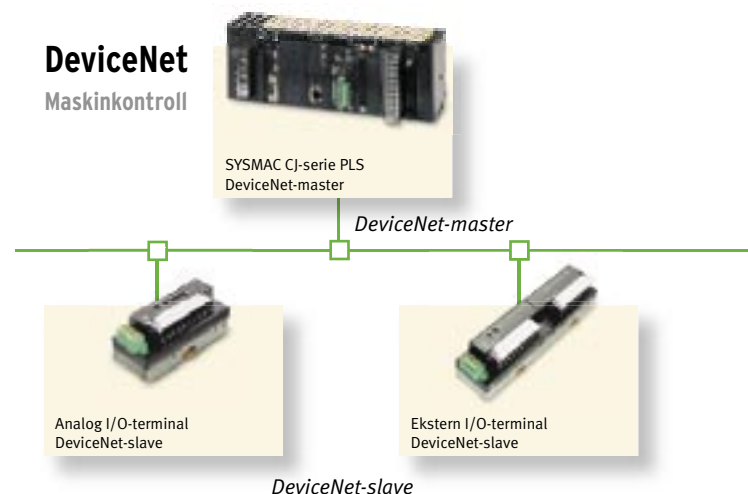 DeviceNet
Maskinkontroll
SYSMAC CJ-serie PLS
DeviceNet-master
DeviceNet-master
Analog I/O-terminal
DeviceNet-slave
Ekstern I/O-terminal
DeviceNet-slave
DeviceNet-slave